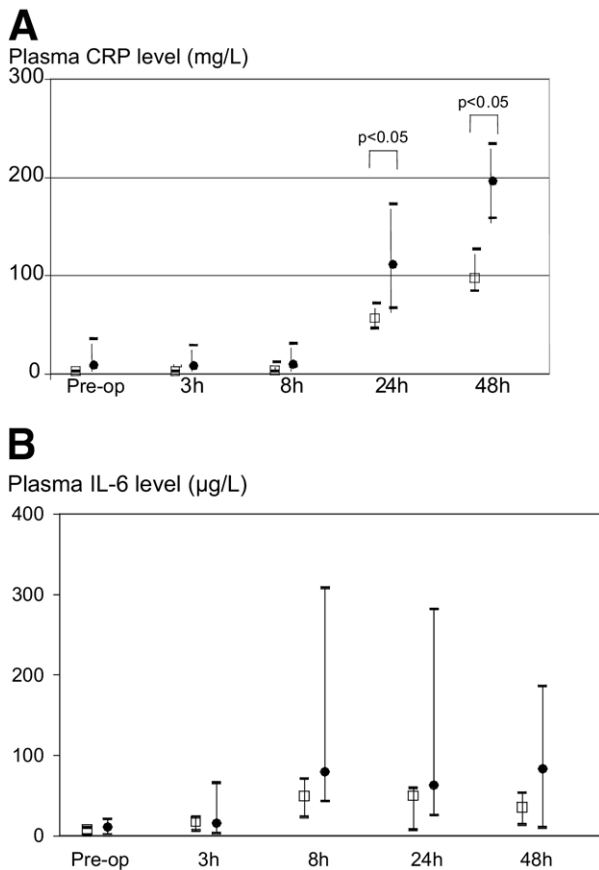 A
Plasma CRP level (mg/L)
300
p<0.05
p<0.05
200
100
0
Pre-op 3h 8h 24h 48h
B
Plasma IL-6 level (µg/L)
400
300
200
100
0
Pre-op 3h 8h 24h 48h